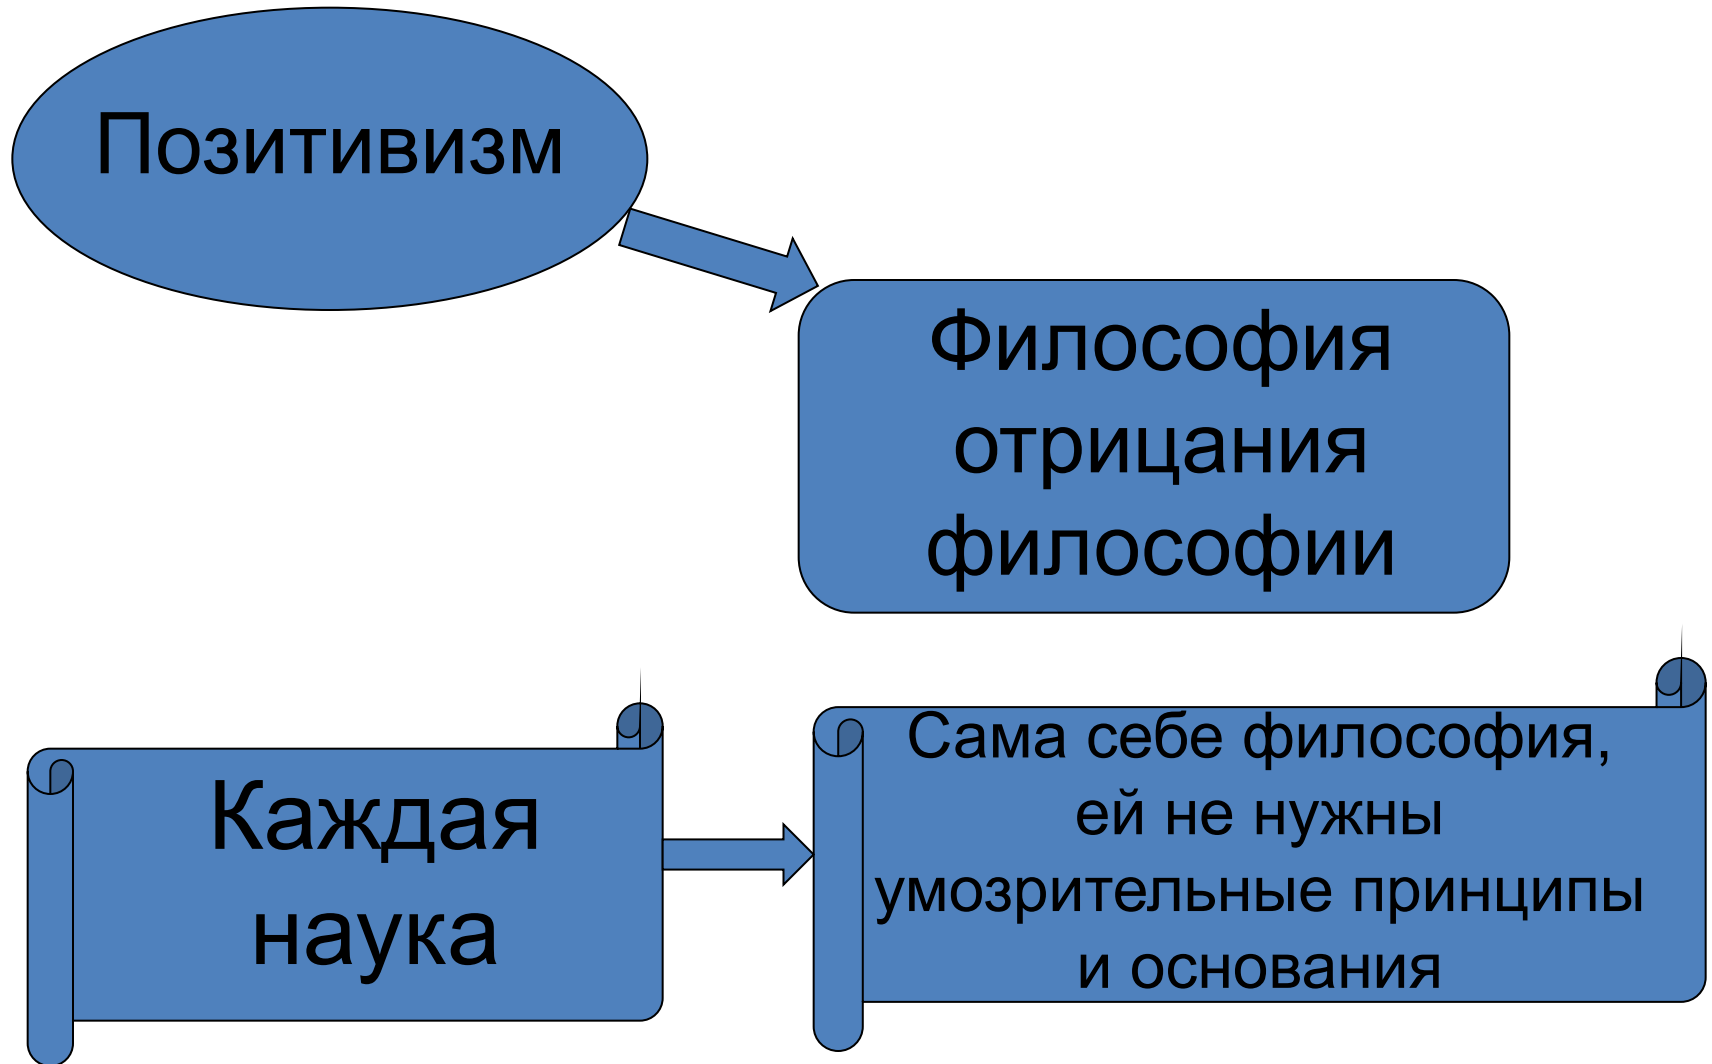 Позитивизм
Философия
отрицания
философии
Каждая
наука
Сама себе философия,
ей не нужны
умозрительные принципы
и основания